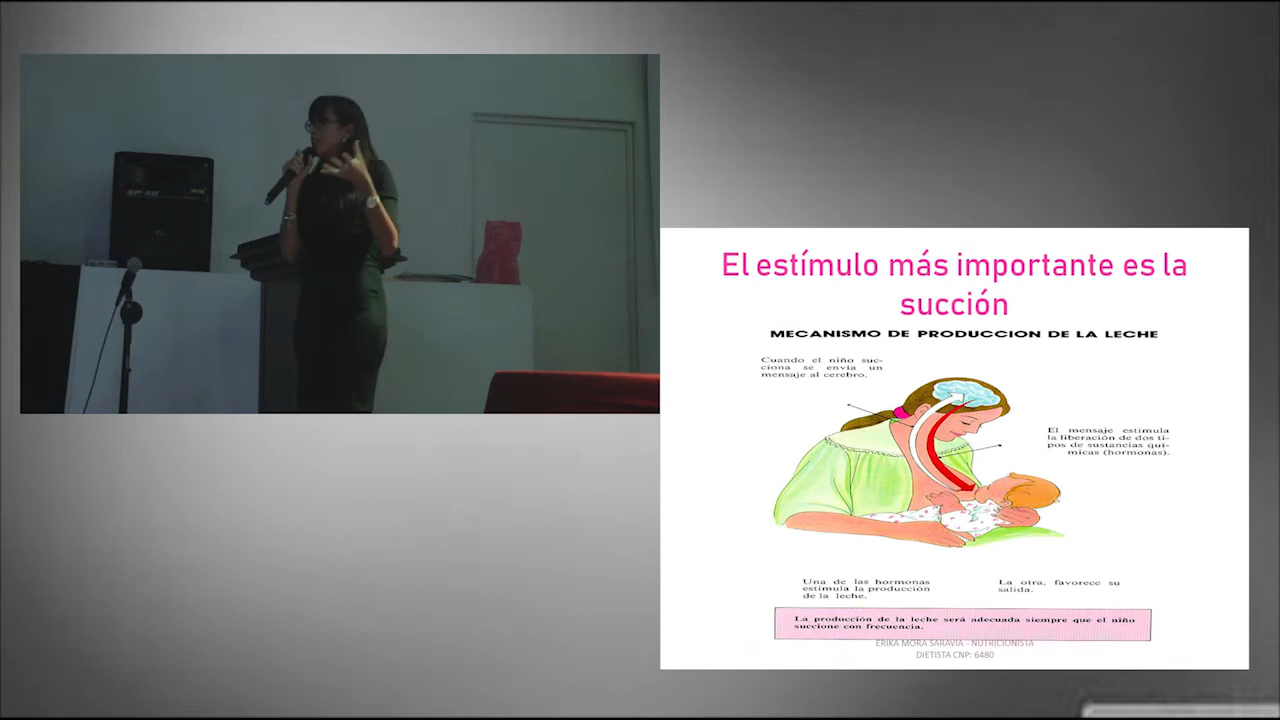 El estímulo más importante es la
succión
MECANISMO DE PRODUCCION DE LA LECHE
Cuando el niño suc-
ciona se envía un
mensaje al cerebro.
El mensaje estimula
la liberación de dos ti-
pos de sustancias quí-
micas (hormonas).
Una de las hormonas
estimula la producción
de la leche.
La otra, favorece su
salida.
La producción de la leche será adecuada siempre que el niño
succione con frecuencia.
ERIKA MORA SARAVIA - NUTRICIONISTA
DIETISTA CNP: 6480